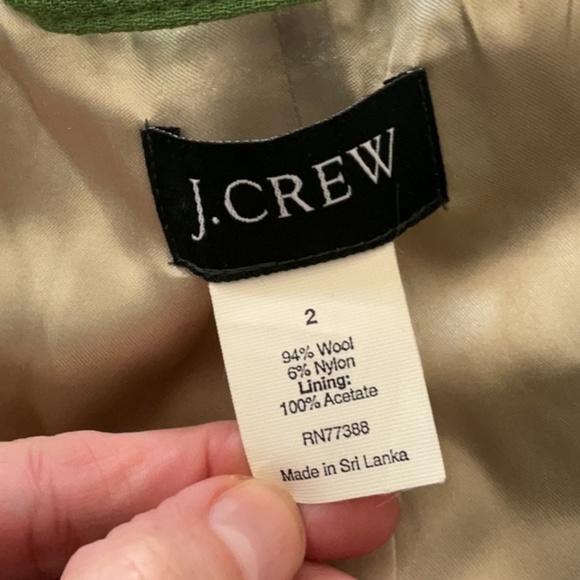 J.CREW
2
94% Wool
6% Nylon
Lining:
100% Acetate
RN77388
Made in Sri Lanka